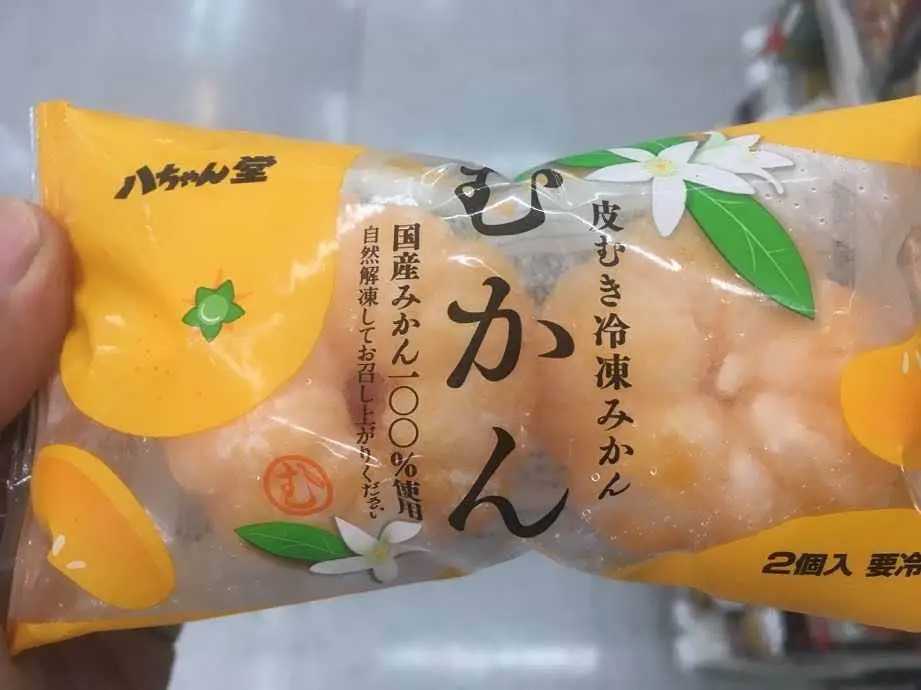 八ちゃん堂
むかん
皮むき冷凍みかん
国産みかん一〇〇%使用
自然解凍してお召し上がりください
む
2個入 要冷